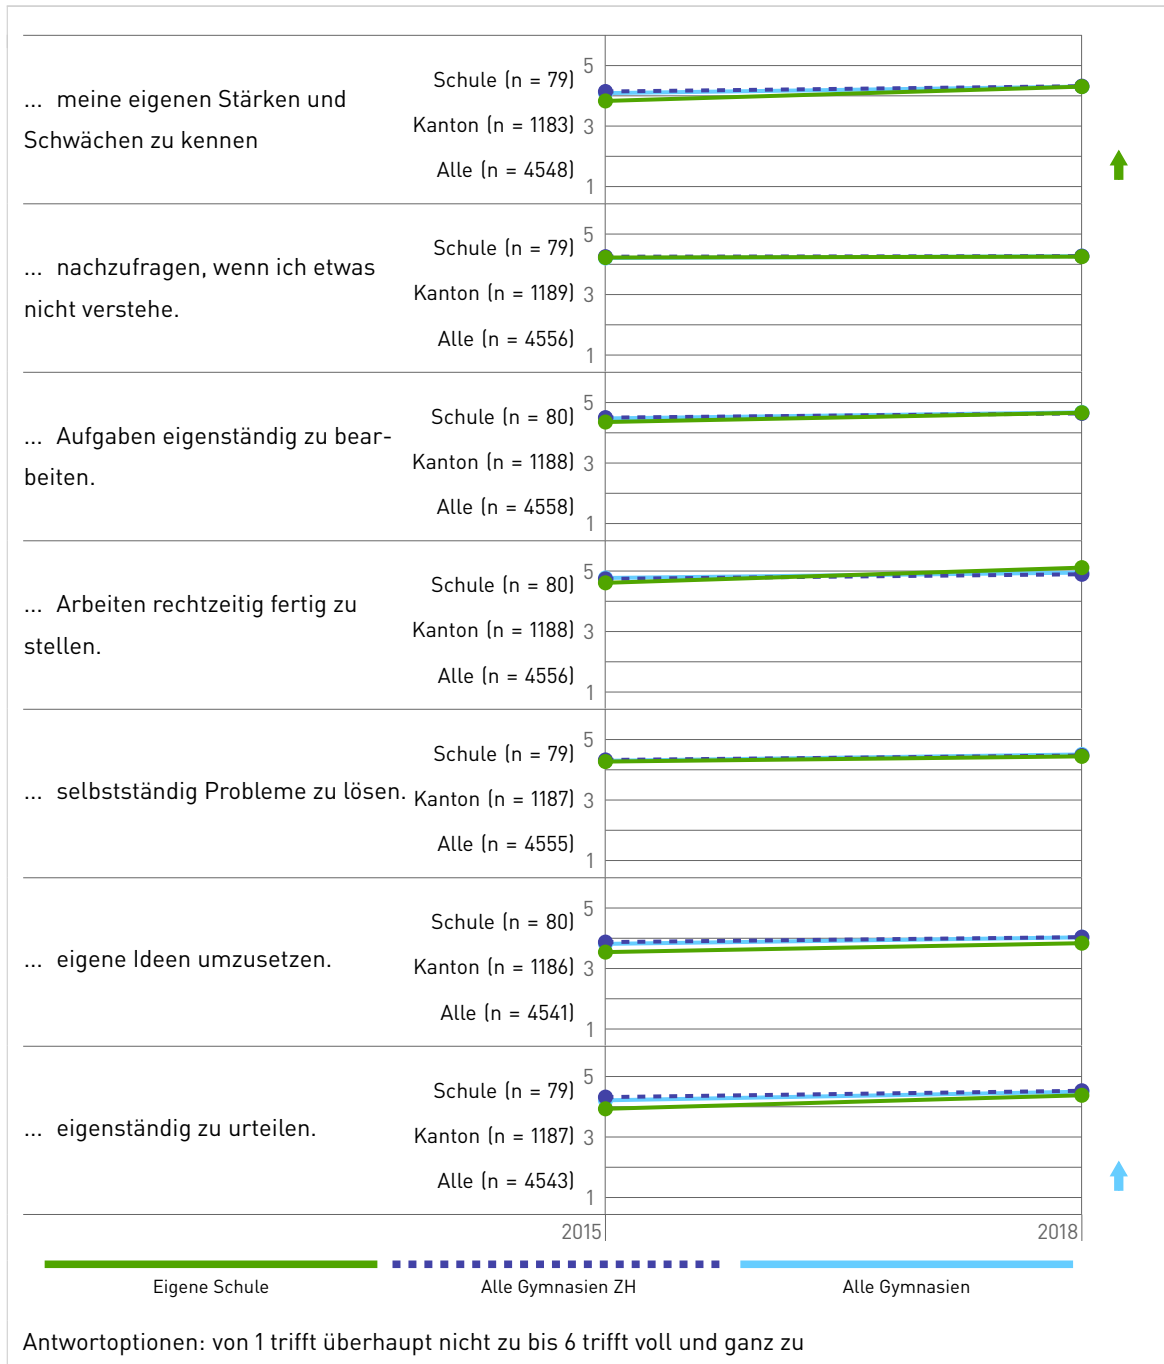 5
Schule (n = 79)
... meine eigenen Stärken und
Kanton (n = 1183) 3
Schwächen zu kennen
Alle (n = 4548)
1
5
Schule (n = 79)
... nachzufragen, wenn ich etwas
Kanton (n = 1189) 3
nicht verstehe.
Alle (n = 4556)
1
5
Schule (n = 80)
... Aufgaben eigenständig zu bear-
Kanton (n = 1188) 3
beiten.
Alle (n = 4558)
1
5
Schule (n = 80)
... Arbeiten rechtzeitig fertig zu
Kanton (n = 1188) 3
stellen.
Alle (n = 4556)
1
5
Schule (n = 79)
... selbstständig Probleme zu lösen.
Kanton (n = 1187) 3
Alle (n = 4555)
1
5
Schule (n = 80)
... eigene Ideen umzusetzen.
Kanton (n = 1186) 3
Alle (n = 4541)
1
5
Schule (n = 79)
... eigenständig zu urteilen.
Kanton (n = 1187) 3
Alle (n = 4543)
1
2015 2018
Eigene Schule Alle Gymnasien ZH Alle Gymnasien
Antwortoptionen: von 1 trifft überhaupt nicht zu bis 6 trifft voll und ganz zu